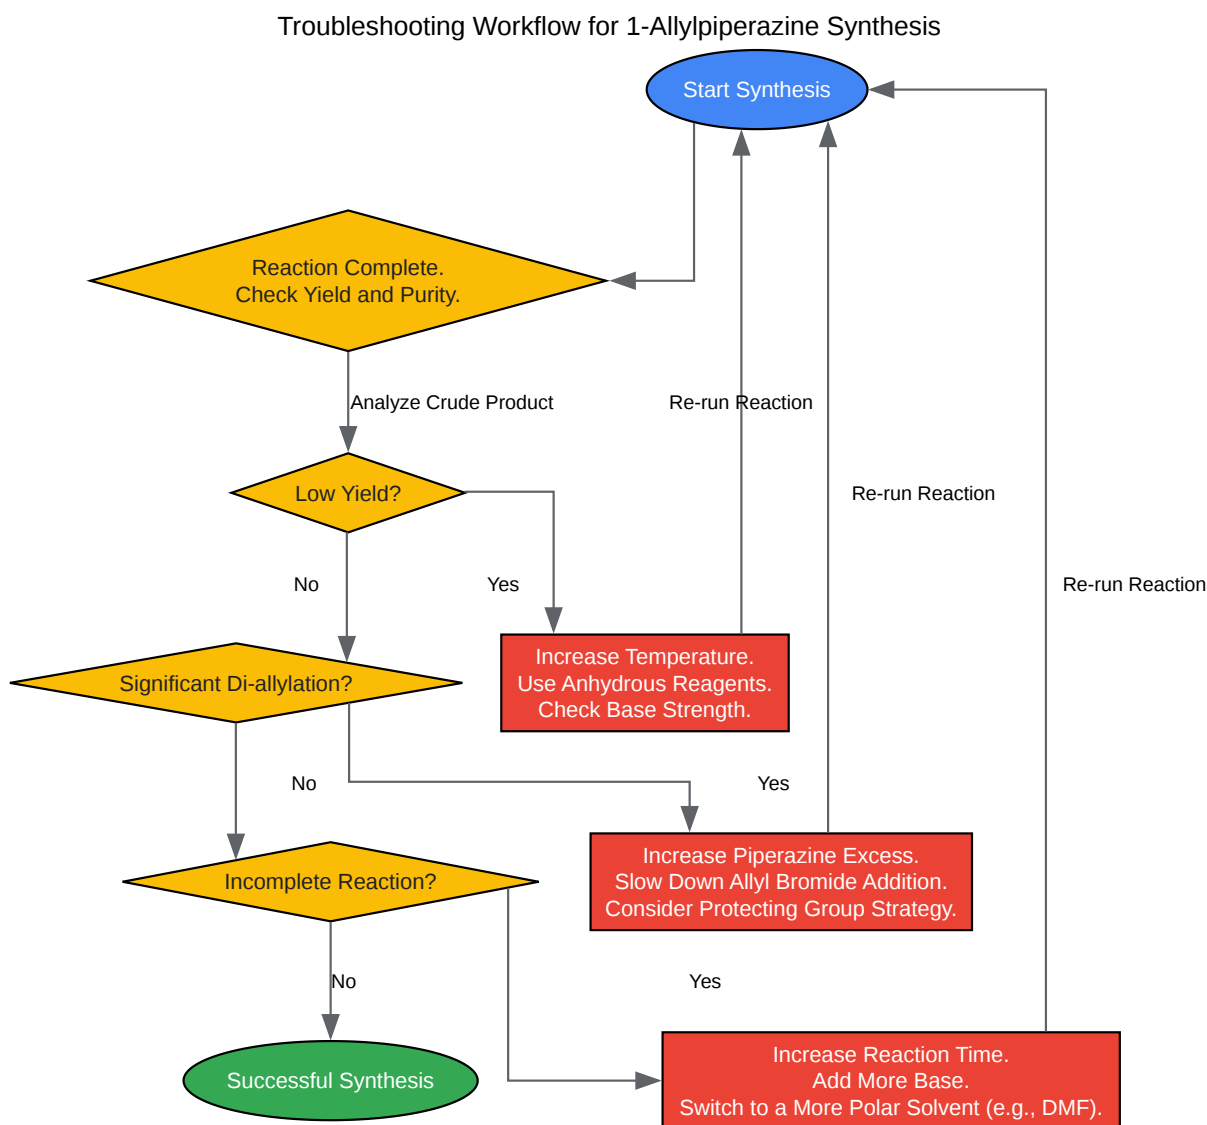 Troubleshooting Workflow for 1-Allylpiperazine Synthesis
Start Synthesis
Reaction Complete.
Check Yield and Purity.
Analyze Crude Product
Re-run Reaction
Low Yield?
Re-run Reaction
No
Yes
Re-run Reaction
Increase Temperature.
Use Anhydrous Reagents.
Check Base Strength.
Significant Di-allylation?
No
Yes
Increase Piperazine Excess.
Slow Down Allyl Bromide Addition.
Consider Protecting Group Strategy.
Incomplete Reaction?
No
Yes
Successful Synthesis
Increase Reaction Time.
Add More Base.
Switch to a More Polar Solvent (e.g., DMF).